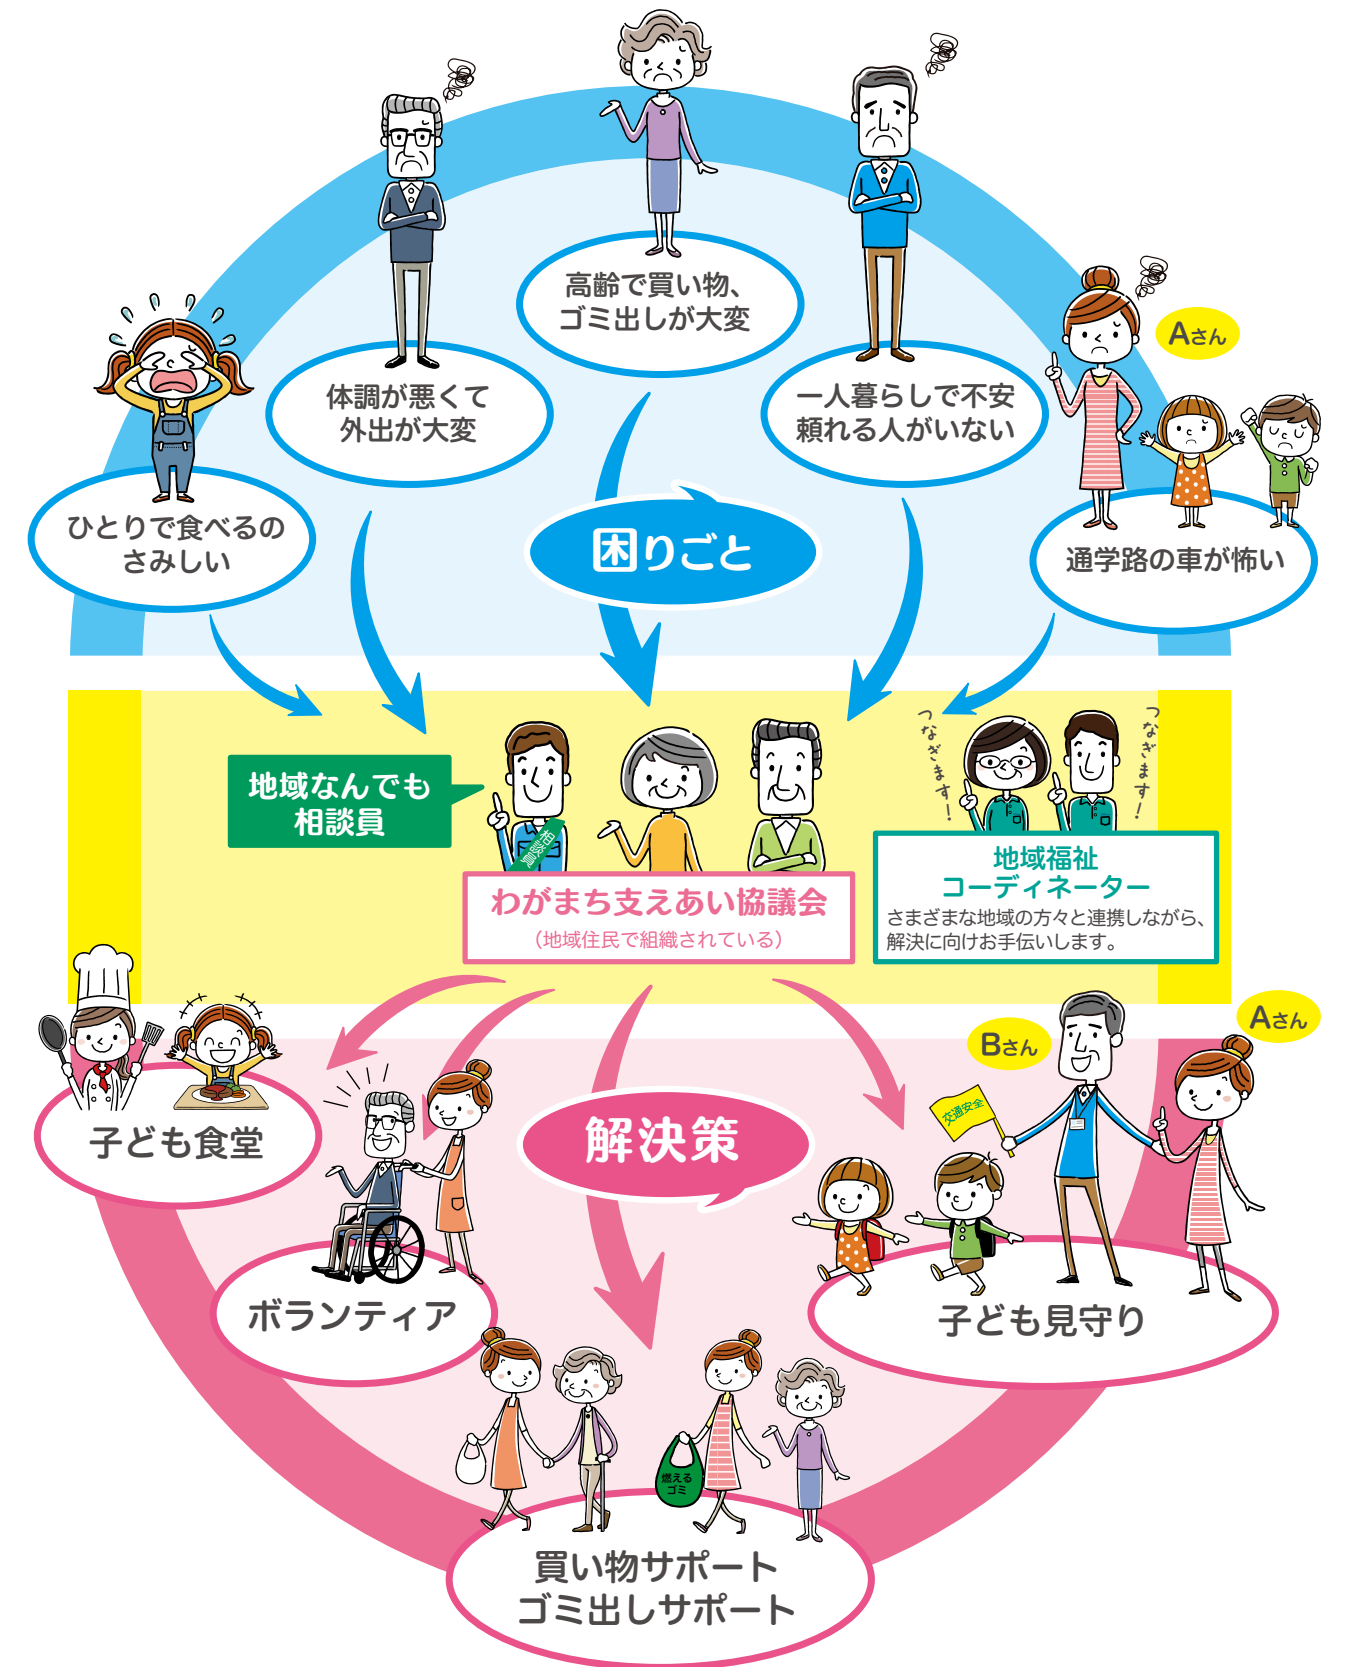 高齢で買い物、
ゴミ出しが大変
Aさん
体調が悪くて
外出が大変
一人暮らしで不安
頼れる人がいない
ひとりで食べるの
さみしい
困りごと
通学路の車が怖い
つなぎます！
つなぎます！
地域なんでも
相談員
相談員
わがまち支えあい協議会
（地域住民で組織されている）
地域福祉
コーディネーター
さまざまな地域の方々と連携しながら、
解決に向けお手伝いします。
Bさん
Aさん
交通安全
子ども食堂
解決策
ボランティア
子ども見守り
燃える
ゴミ
買い物サポート
ゴミ出しサポート